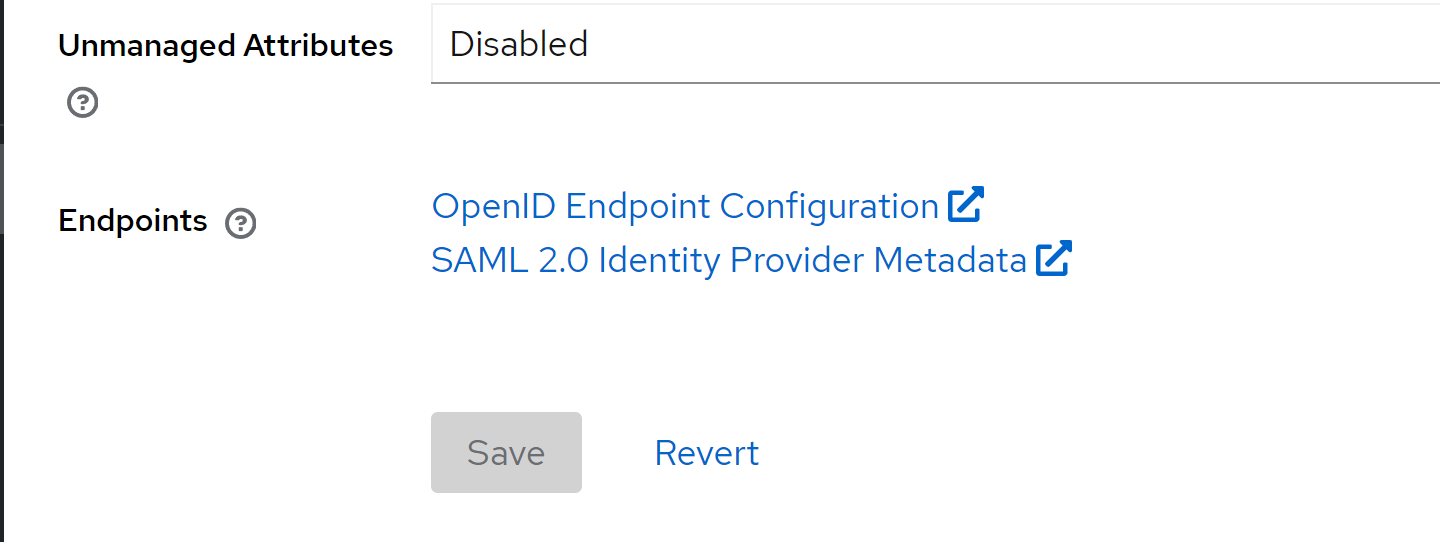 Unmanaged Attributes
Disabled
Endpoints
OpenID Endpoint Configuration
SAML 2.0 Identity Provider Metadata
Save
Revert